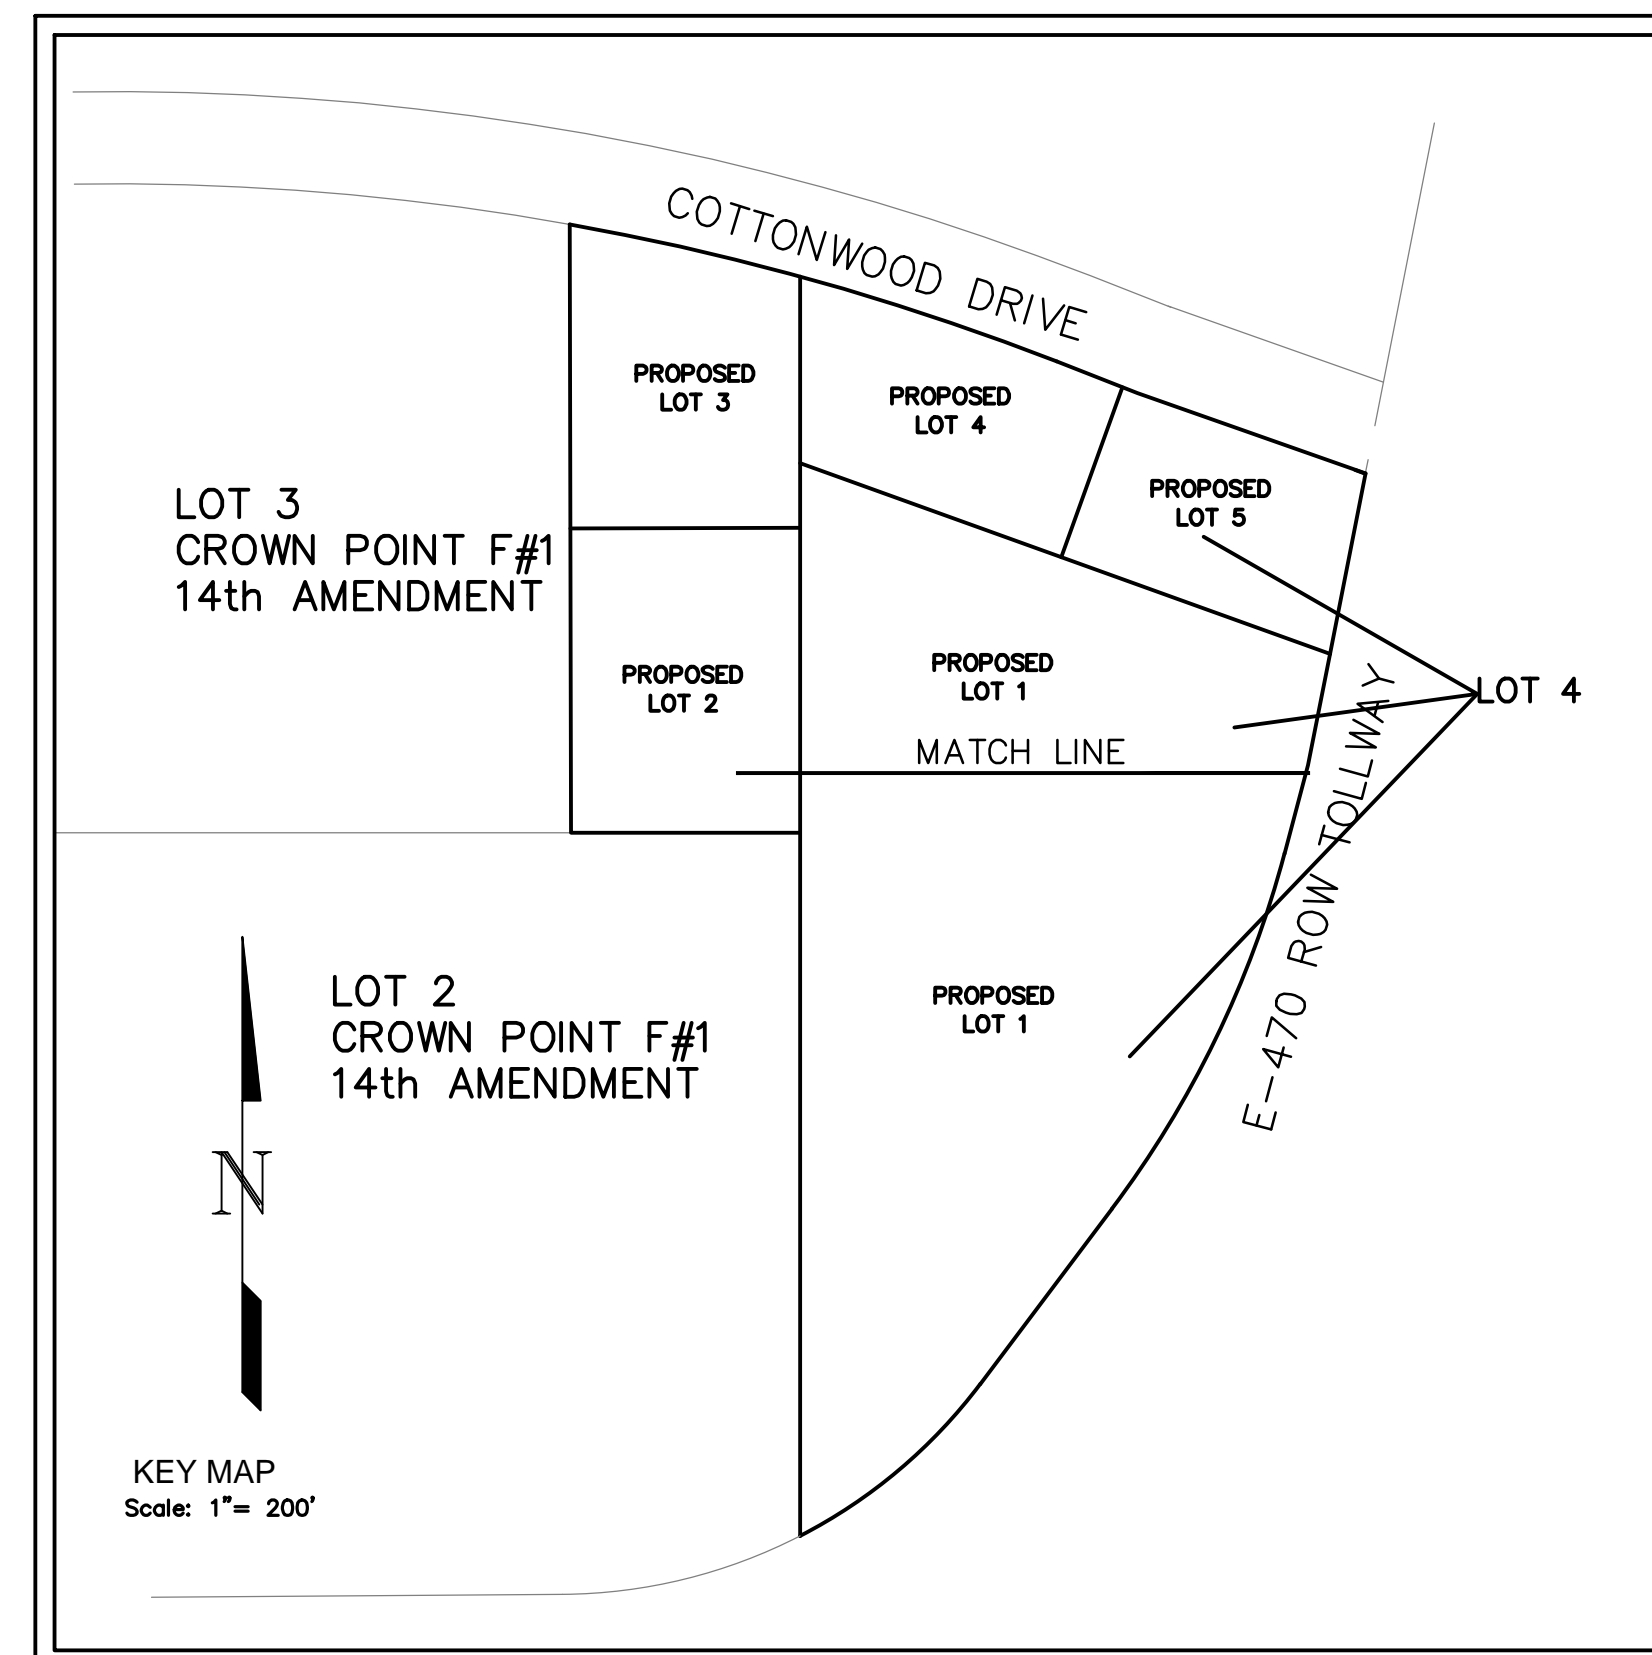 COTTONWOOD DRIVE
PROPOSED
LOT 3
PROPOSED
LOT 4
PROPOSED
LOT 5
LOT 3
CROWN POINT F#1
14th AMENDMENT
PROPOSED
LOT 2
PROPOSED
LOT 1
LOT 4
MATCH LINE
E-470 ROW TOLLWAY
LOT 2
CROWN POINT F#1
14th AMENDMENT
PROPOSED
LOT 1
N
KEY MAP
Scale: 1"= 200'